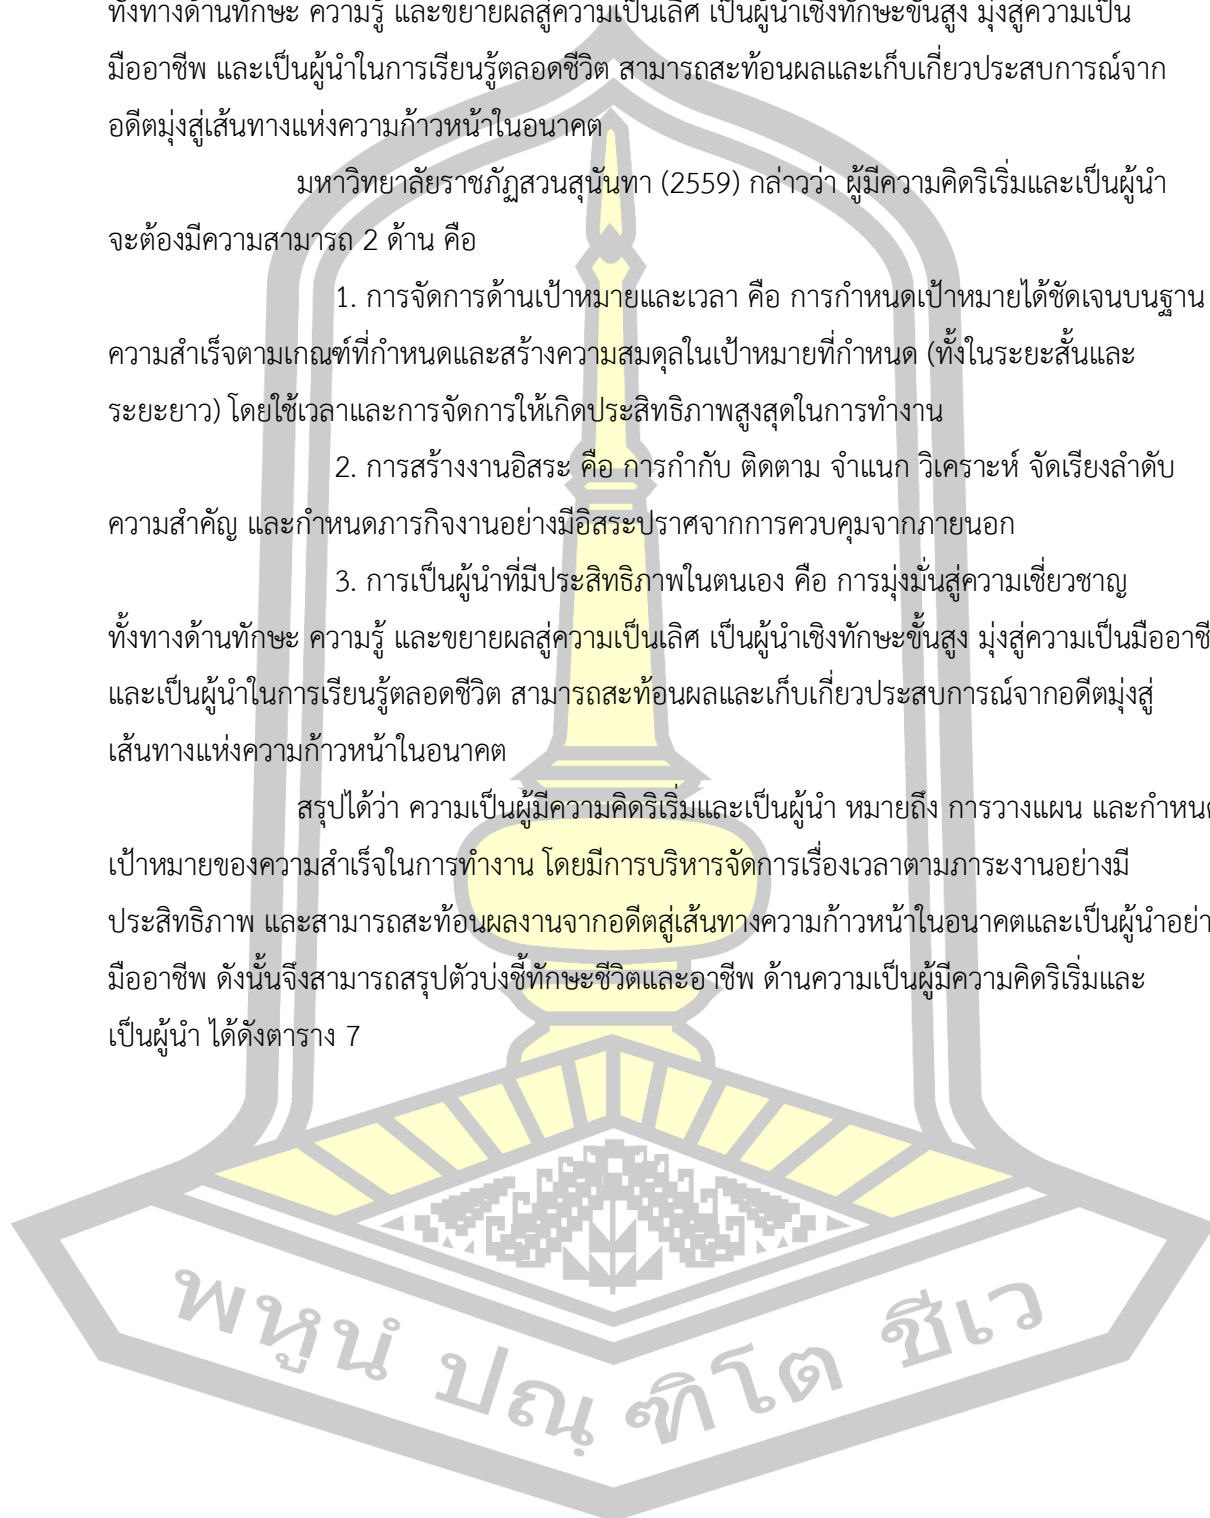 ทั้งทางด้านทักษะ ความรู้ และขยายผลสู่ความเป็นเลิศ เป็นผู้นำเชิงทักษะขั้นสูง มุ่งสู่ความเป็น
มืออาชีพ และเป็นผู้นำในการเรียนรู้ตลอดชีวิต สามารถสะท้อนผลและเก็บเกี่ยวประสบการณ์จาก
อดีตมุ่งสู่เส้นทางแห่งความก้าวหน้าในอนาคต
มหาวิทยาลัยราชภัฏสวนสุนันทา (2559) กล่าวว่า ผู้มีความคิดริเริ่มและเป็นผู้นำ
จะต้องมีความสามารถ 2 ด้าน คือ
1. การจัดการด้านเป้าหมายและเวลา คือ การกำหนดเป้าหมายได้ชัดเจนบนฐาน
ความสำเร็จตามเกณฑ์ที่กำหนดและสร้างความสมดุลในเป้าหมายที่กำหนด (ทั้งในระยะสั้นและ
ระยะยาว) โดยใช้เวลาและการจัดการให้เกิดประสิทธิภาพสูงสุดในการทำงาน
2. การสร้างงานอิสระ คือ การกำกับ ติดตาม จำแนก วิเคราะห์ จัดเรียงลำดับ
ความสำคัญ และกำหนดภารกิจงานอย่างมีอิสระปราศจากการควบคุมจากภายนอก
3. การเป็นผู้นำที่มีประสิทธิภาพในตนเอง คือ การมุ่งมั่นสู่ความเชี่ยวชาญ
ทั้งทางด้านทักษะ ความรู้ และขยายผลสู่ความเป็นเลิศ เป็นผู้นำเชิงทักษะขั้นสูง มุ่งสู่ความเป็นมืออาชี
และเป็นผู้นำในการเรียนรู้ตลอดชีวิต สามารถสะท้อนผลและเก็บเกี่ยวประสบการณ์จากอดีตมุ่งสู่
เส้นทางแห่งความก้าวหน้าในอนาคต
สรุปได้ว่า ความเป็นผู้มีความคิดริเริ่มและเป็นผู้นำ หมายถึง การวางแผน และกำหนด
เป้าหมายของความสำเร็จในการทำงาน โดยมีการบริหารจัดการเรื่องเวลาตามภาระงานอย่างมี
ประสิทธิภาพ และสามารถสะท้อนผลงานจากอดีตสู่เส้นทางความก้าวหน้าในอนาคตและเป็นผู้นำอย่า
มืออาชีพ ดังนั้นจึงสามารถสรุปตัวบ่งชี้ทักษะชีวิตและอาชีพ ด้านความเป็นผู้มีความคิดริเริ่มและ
เป็นผู้นำ ได้ดังตาราง 7
พหูนํ ปณฺฑิโต ชีเว